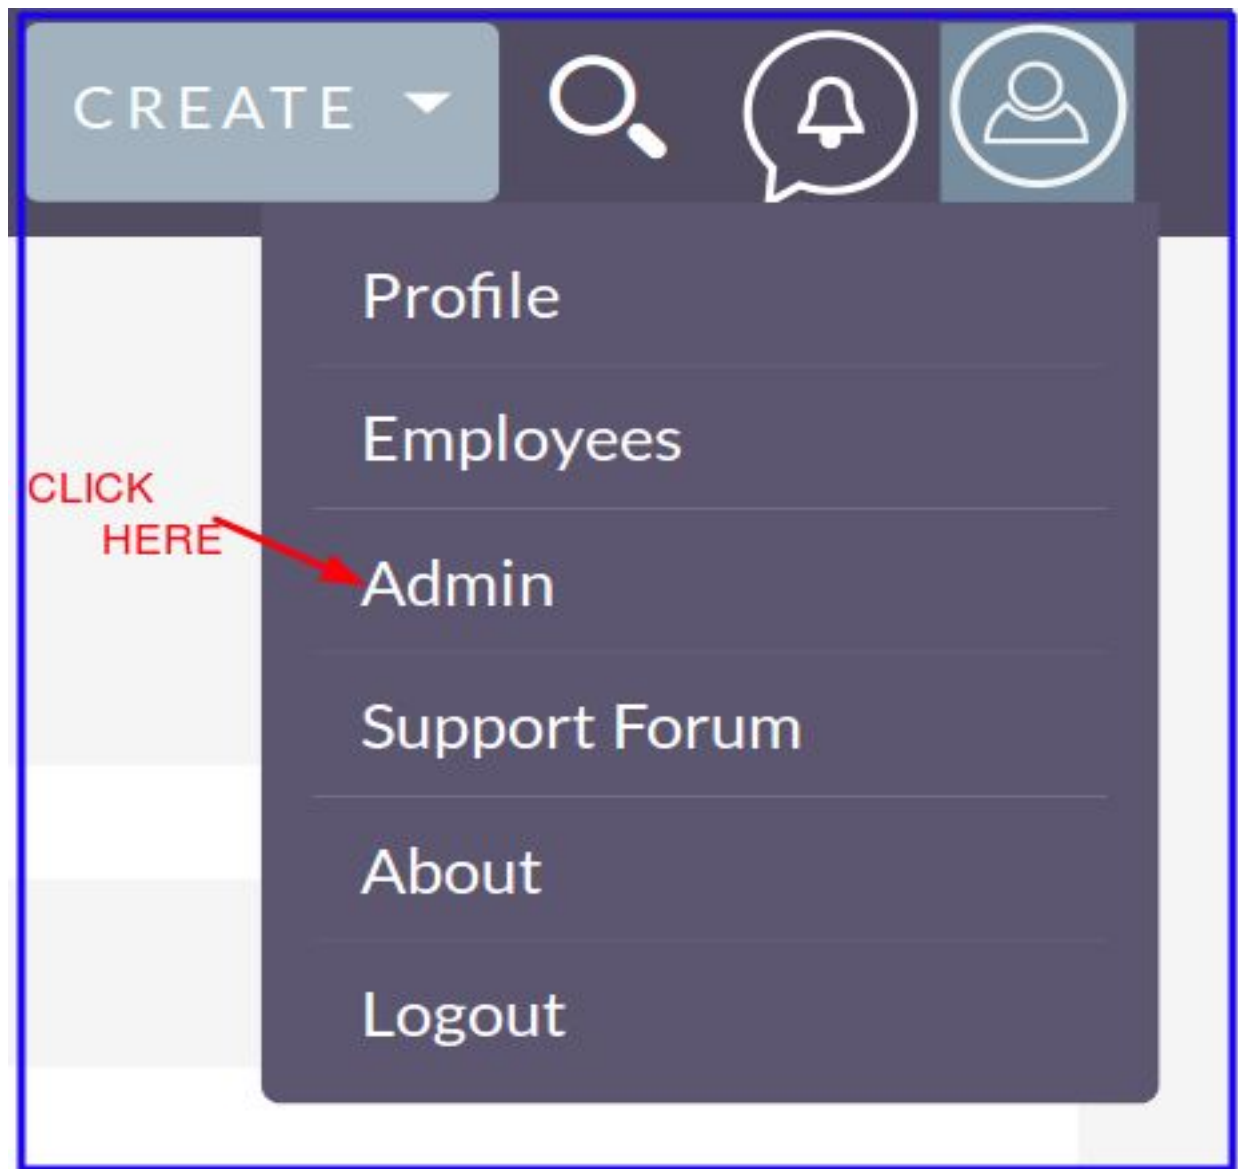 CREATE
Profile
Employees
CLICK
HERE
Admin
Support Forum
About
Logout